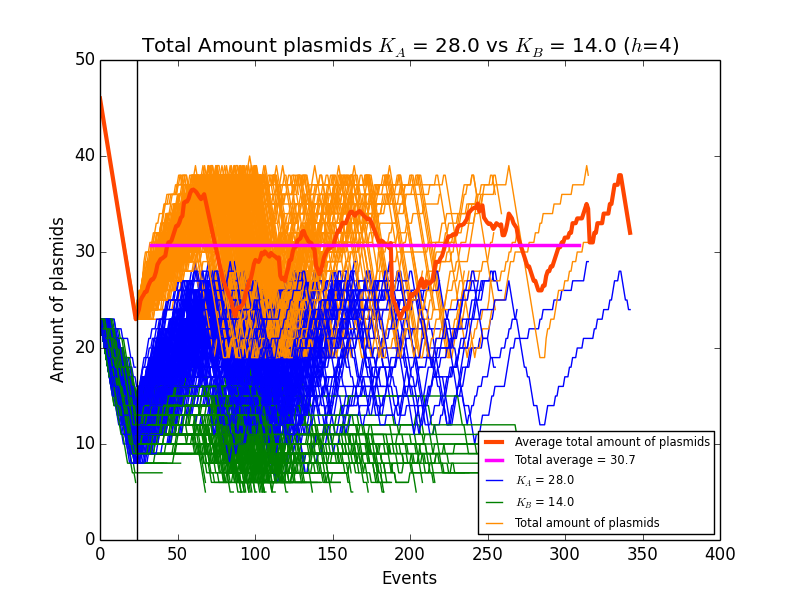 Total Amount plasmids K_A = 28.0 vs K_B = 14.0 (h=4)
50
40
30
20
10
0
Amount of plasmids
0 50 100 150 200 250 300 350 400
Events
Average total amount of plasmids
Total average = 30.7
K_A = 28.0
K_B = 14.0
Total amount of plasmids